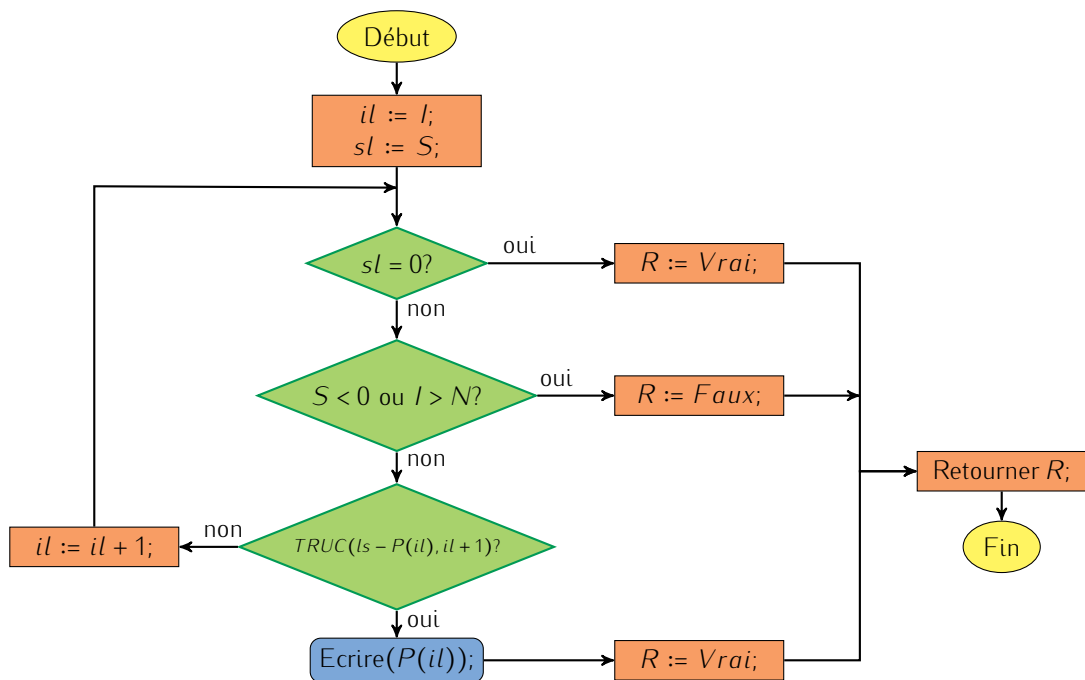 Début
il := I;
sl := S;
sl = 0?
oui
R := Vrai;
non
S < 0 ou I > N?
oui
R := Faux;
non
Retourner R;
il := il + 1;
non
TRUC(ls − P(il), il + 1)?
Fin
oui
Ecrire(P(il));
R := Vrai;